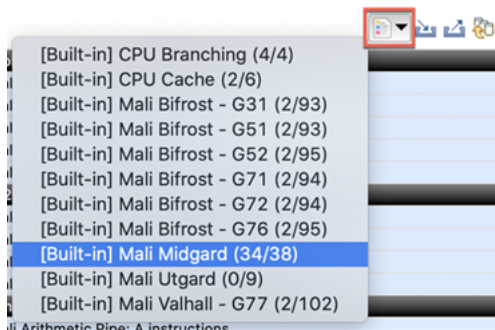 [Built-in] CPU Branching (4/4)
[Built-in] CPU Cache (2/6)
[Built-in] Mali Bifrost - G31 (2/93)
[Built-in] Mali Bifrost - G51 (2/93)
[Built-in] Mali Bifrost - G52 (2/95)
[Built-in] Mali Bifrost - G71 (2/94)
[Built-in] Mali Bifrost - G72 (2/94)
[Built-in] Mali Bifrost - G76 (2/95)
[Built-in] Mali Midgard (34/38)
[Built-in] Mali Utgard (0/9)
[Built-in] Mali Valhall - G77 (2/102)
Arithmetic Pipe: A instructions